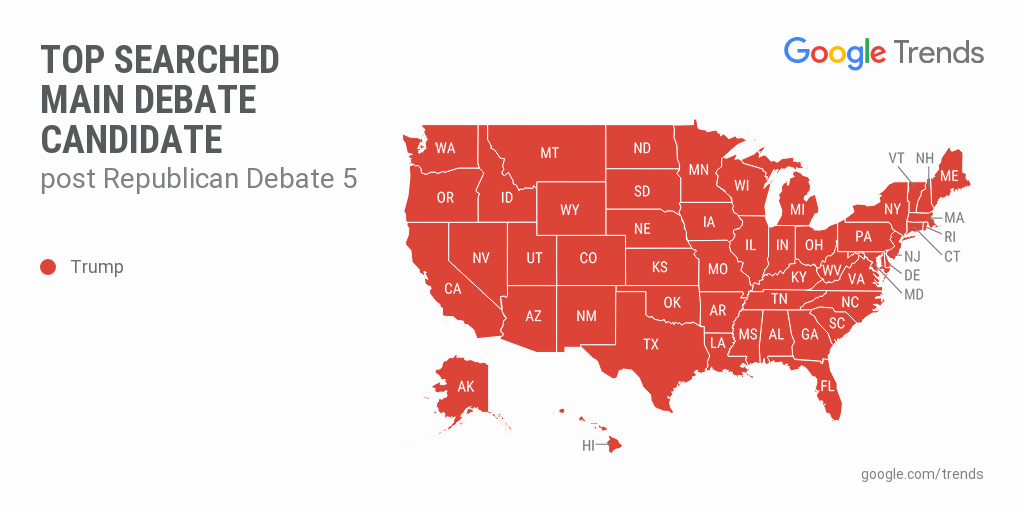 TOP SEARCHED
MAIN DEBATE
CANDIDATE
post Republican Debate 5
Google Trends
Trump
WA
MT
ND
MN
VT
NH
ME
OR
ID
SD
WI
MI
NY
MA
WY
IA
RI
NE
PA
CT
NV
UT
CO
IL
IN
OH
NJ
KS
MO
KY
WV
VA
DE
CA
MD
OK
TN
NC
AZ
NM
AR
SC
TX
LA
MS
AL
GA
AK
FL
HI
google.com/trends